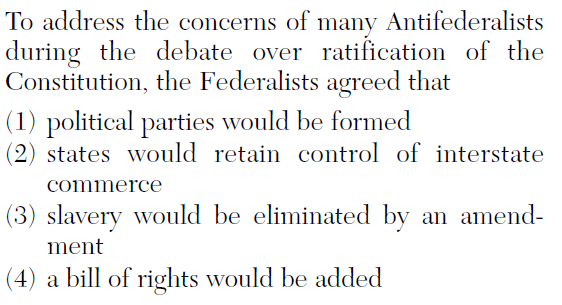 To address the concerns of many Antifederalists
during the debate over ratification of the
Constitution, the Federalists agreed that
(1) political parties would be formed
(2) states would retain control of interstate
commerce
(3) slavery would be eliminated by an amend-
ment
(4) a bill of rights would be added